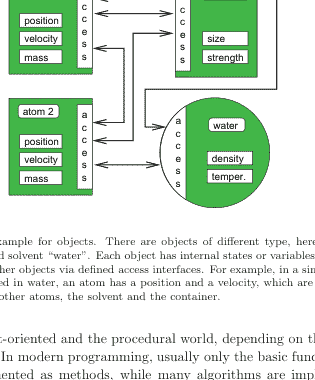 position
velocity
mass
c
c
e
s
s
c
c
e
s
s
size
strength
atom 2
position
velocity
mass
a
c
c
e
s
s
a
c
c
e
s
s
water
density
temper.
xample for objects. There are objects of different type, here
d solvent “water”. Each object has internal states or variables
her objects via defined access interfaces. For example, in a sim
ed in water, an atom has a position and a velocity, which are
other atoms, the solvent and the container.
t-oriented and the procedural world, depending on th
In modern programming, usually only the basic func
ented as methods, while many algorithms are imp